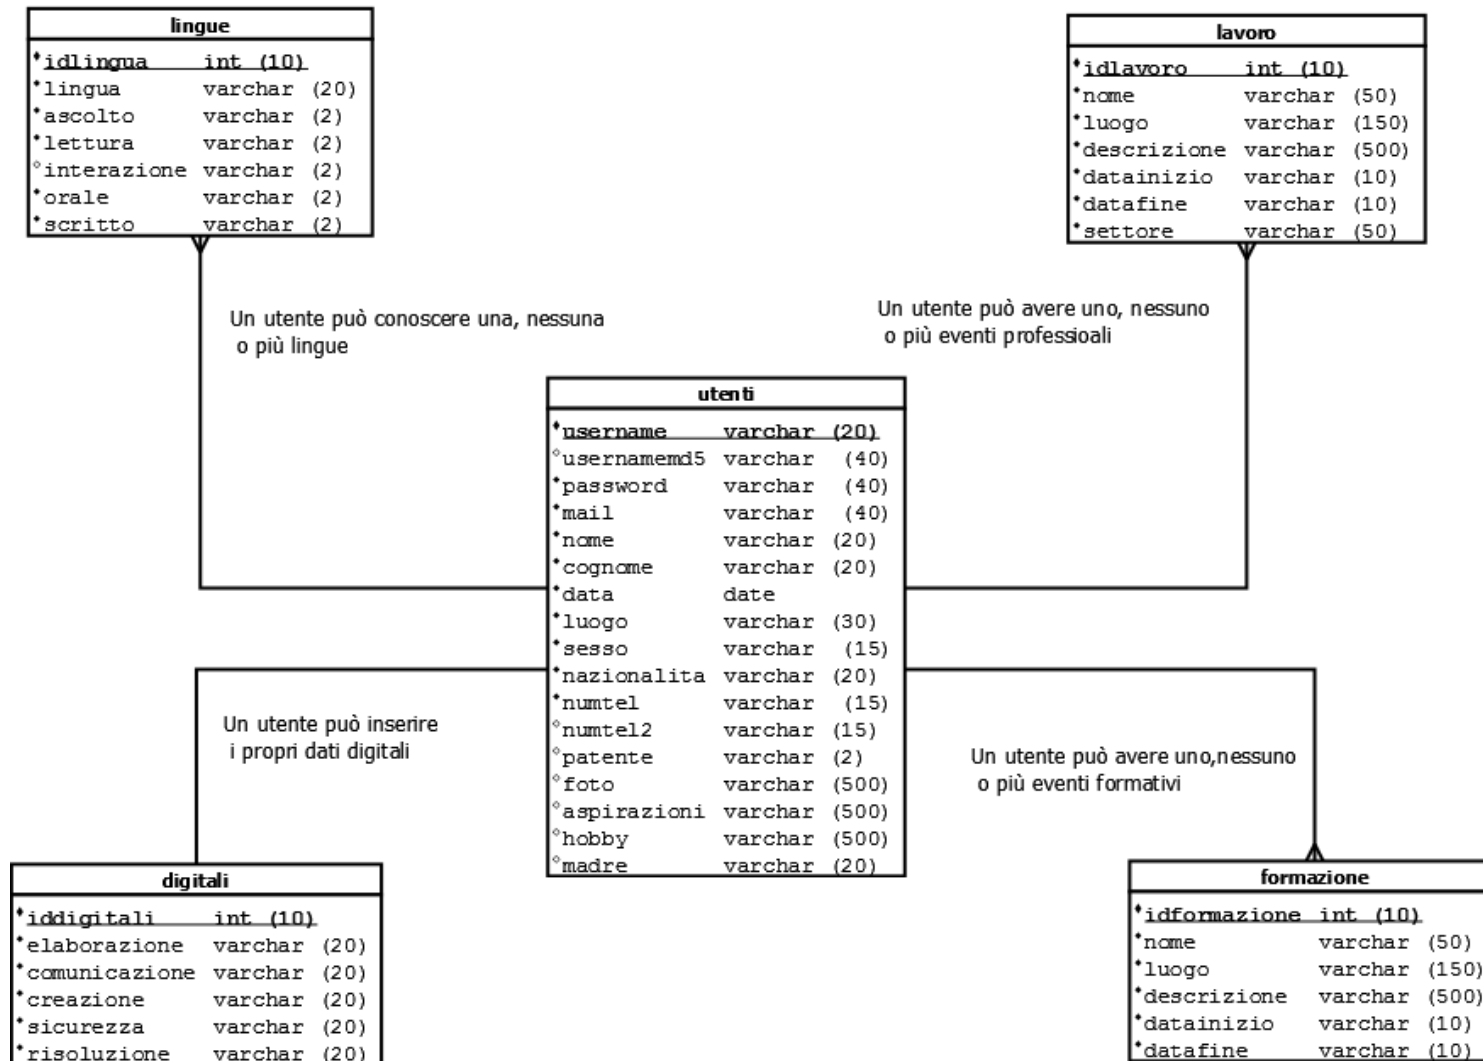 lingue
idlingua int (10)
lingua varchar (20)
ascolto varchar (2)
lettura varchar (2)
interazione varchar (2)
orale varchar (2)
scritto varchar (2)
lavoro
idlavoro int (10)
nome varchar (50)
luogo varchar (150)
descrizione varchar (500)
datainizio varchar (10)
datafine varchar (10)
settore varchar (50)
Un utente può conoscere una, nessuna
o più lingue
Un utente può avere uno, nessuno
o più eventi professioali
utenti
username varchar (20)
usernamemd5 varchar (40)
password varchar (40)
mail varchar (40)
nome varchar (20)
cognome varchar (20)
data date
luogo varchar (30)
sesso varchar (15)
nazionalita varchar (20)
numtel varchar (15)
numtel2 varchar (15)
patente varchar (2)
foto varchar (500)
aspirazioni varchar (500)
hobby varchar (500)
madre varchar (20)
Un utente può inserire
i propri dati digitali
Un utente può avere uno,nessuno
o più eventi formativi
digitali
iddigitali int (10)
elaborazione varchar (20)
comunicazione varchar (20)
creazione varchar (20)
sicurezza varchar (20)
risoluzione varchar (20)
formazione
idformazione int (10)
nome varchar (50)
luogo varchar (150)
descrizione varchar (500)
datainizio varchar (10)
datafine varchar (10)